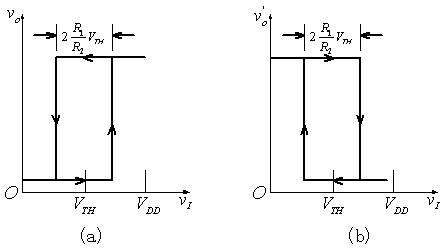 v_o
2 R_1/R_2 V_TH
O
V_TH
V_DD
v_I
(a)
v_o'
2 R_1/R_2 V_TH
O
V_TH
V_DD
v_I
(b)